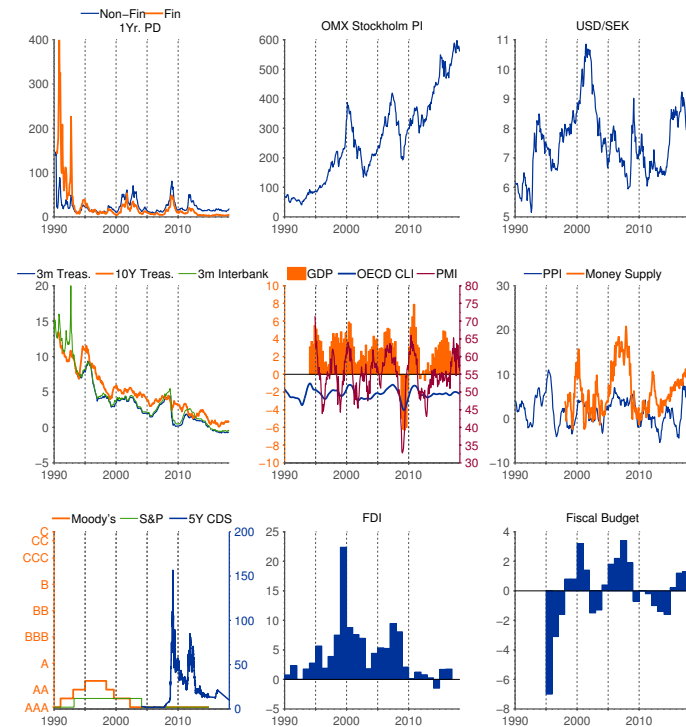 Non−Fin Fin
1Yr. PD
400
300
200
100
0
1990 2000 2010
OMX Stockholm PI
600
500
400
300
200
100
0
1990 2000 2010
USD/SEK
11
10
9
8
7
6
5
1990 2000 2010
3m Treas. 10Y Treas. 3m Interbank
20
15
10
5
0
−5
1990 2000 2010
GDP OECD CLI PMI
10 80
8 75
6 70
4 65
2 60
0 55
−2 50
−4 45
−6 40
−8 35
−10 30
1990 2000 2010
PPI Money Supply
30
20
10
0
−10
1990 2000 2010
Moody's S&P 5Y CDS
C 200
CC
CCC
B 150
BB
BBB 100
A
AA 50
AAA 0
1990 2000 2010
FDI
25
20
15
10
5
0
−5
1990 2000 2010
Fiscal Budget
4
2
0
−2
−4
−6
−8
1990 2000 2010